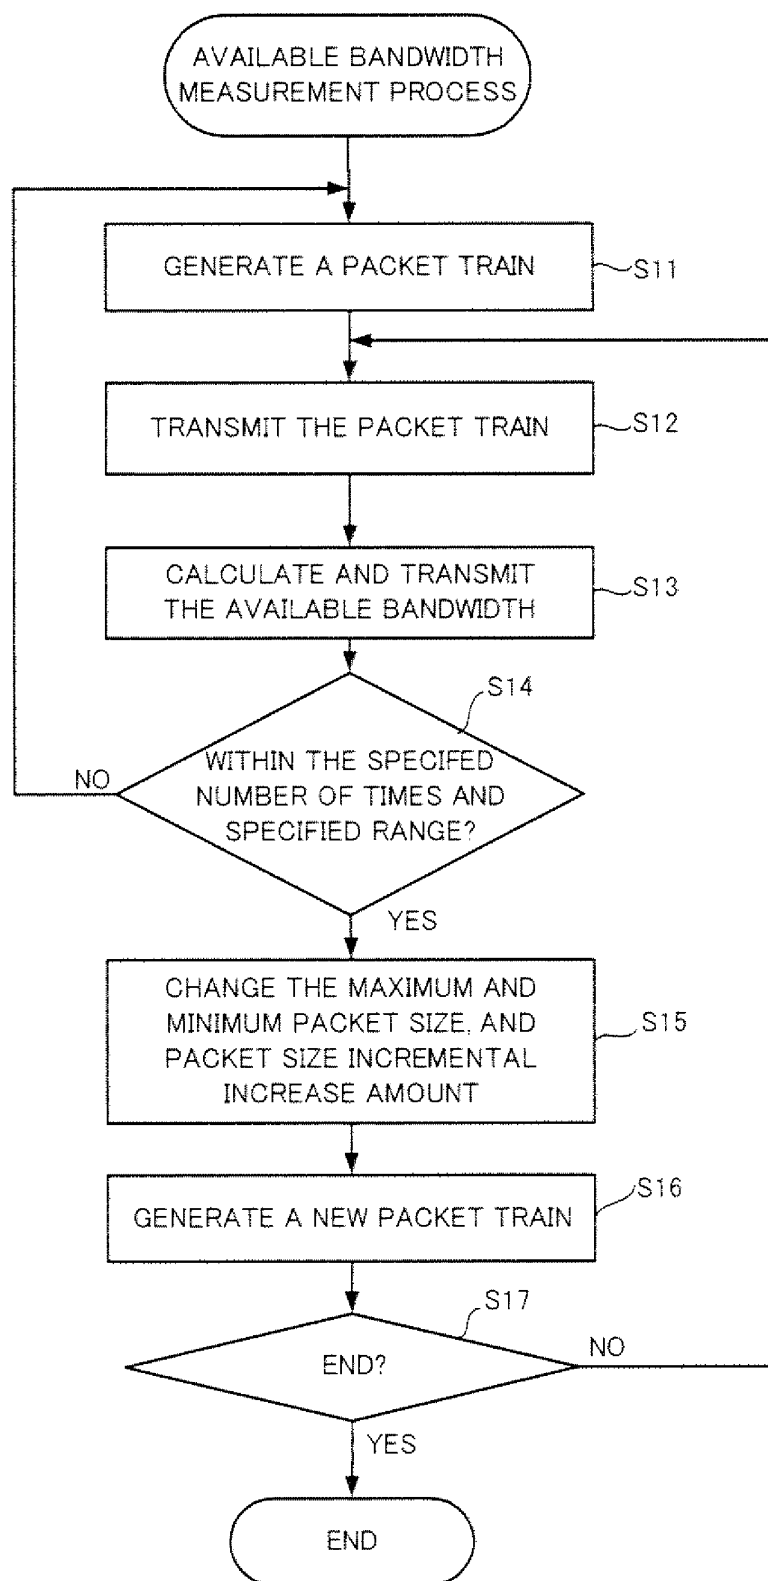 AVAILABLE BANDWIDTH
MEASUREMENT PROCESS
GENERATE A PACKET TRAIN
S11
TRANSMIT THE PACKET TRAIN
S12
CALCULATE AND TRANSMIT
THE AVAILABLE BANDWIDTH
S13
S14
WITHIN THE SPECIFED
NUMBER OF TIMES AND
SPECIFIED RANGE?
NO
YES
CHANGE THE MAXIMUM AND
MINIMUM PACKET SIZE, AND
PACKET SIZE INCREMENTAL
INCREASE AMOUNT
S15
GENERATE A NEW PACKET TRAIN
S16
S17
END?
NO
YES
END